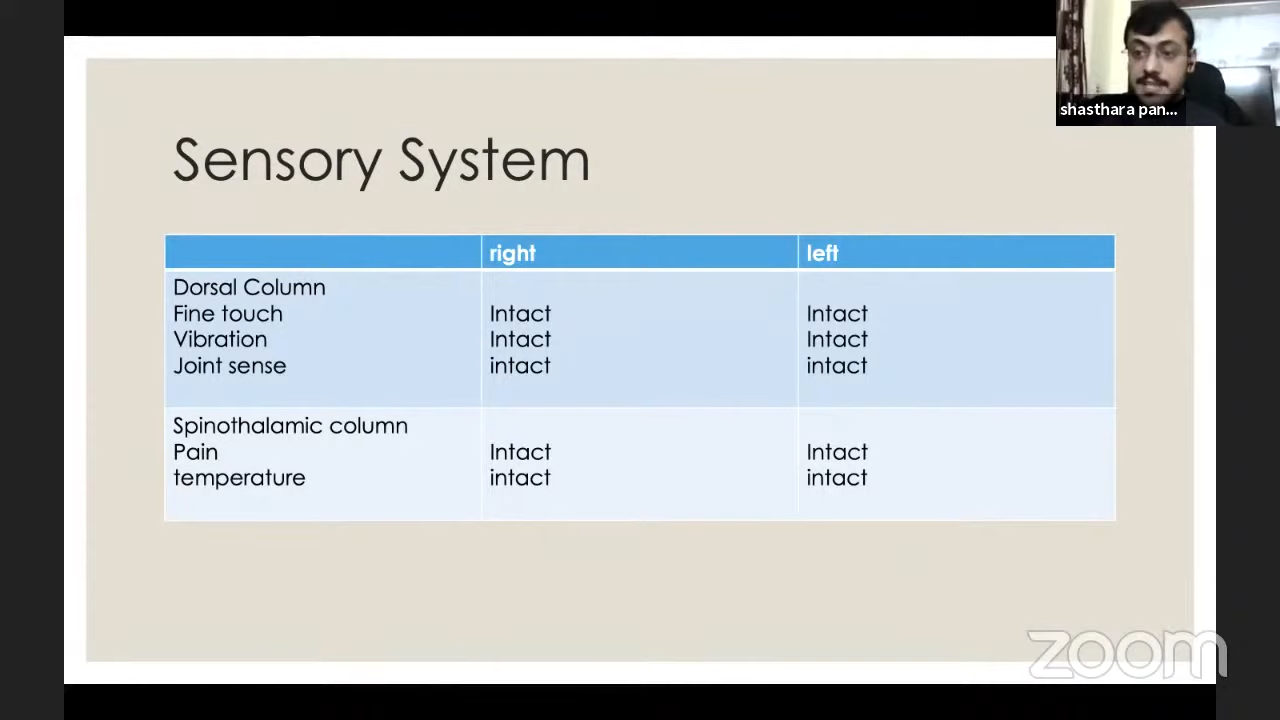 shasthara pan...
Sensory System
right left
Dorsal Column
Fine touch Intact Intact
Vibration Intact Intact
Joint sense intact intact
Spinothalamic column
Pain Intact Intact
temperature intact intact
zoom